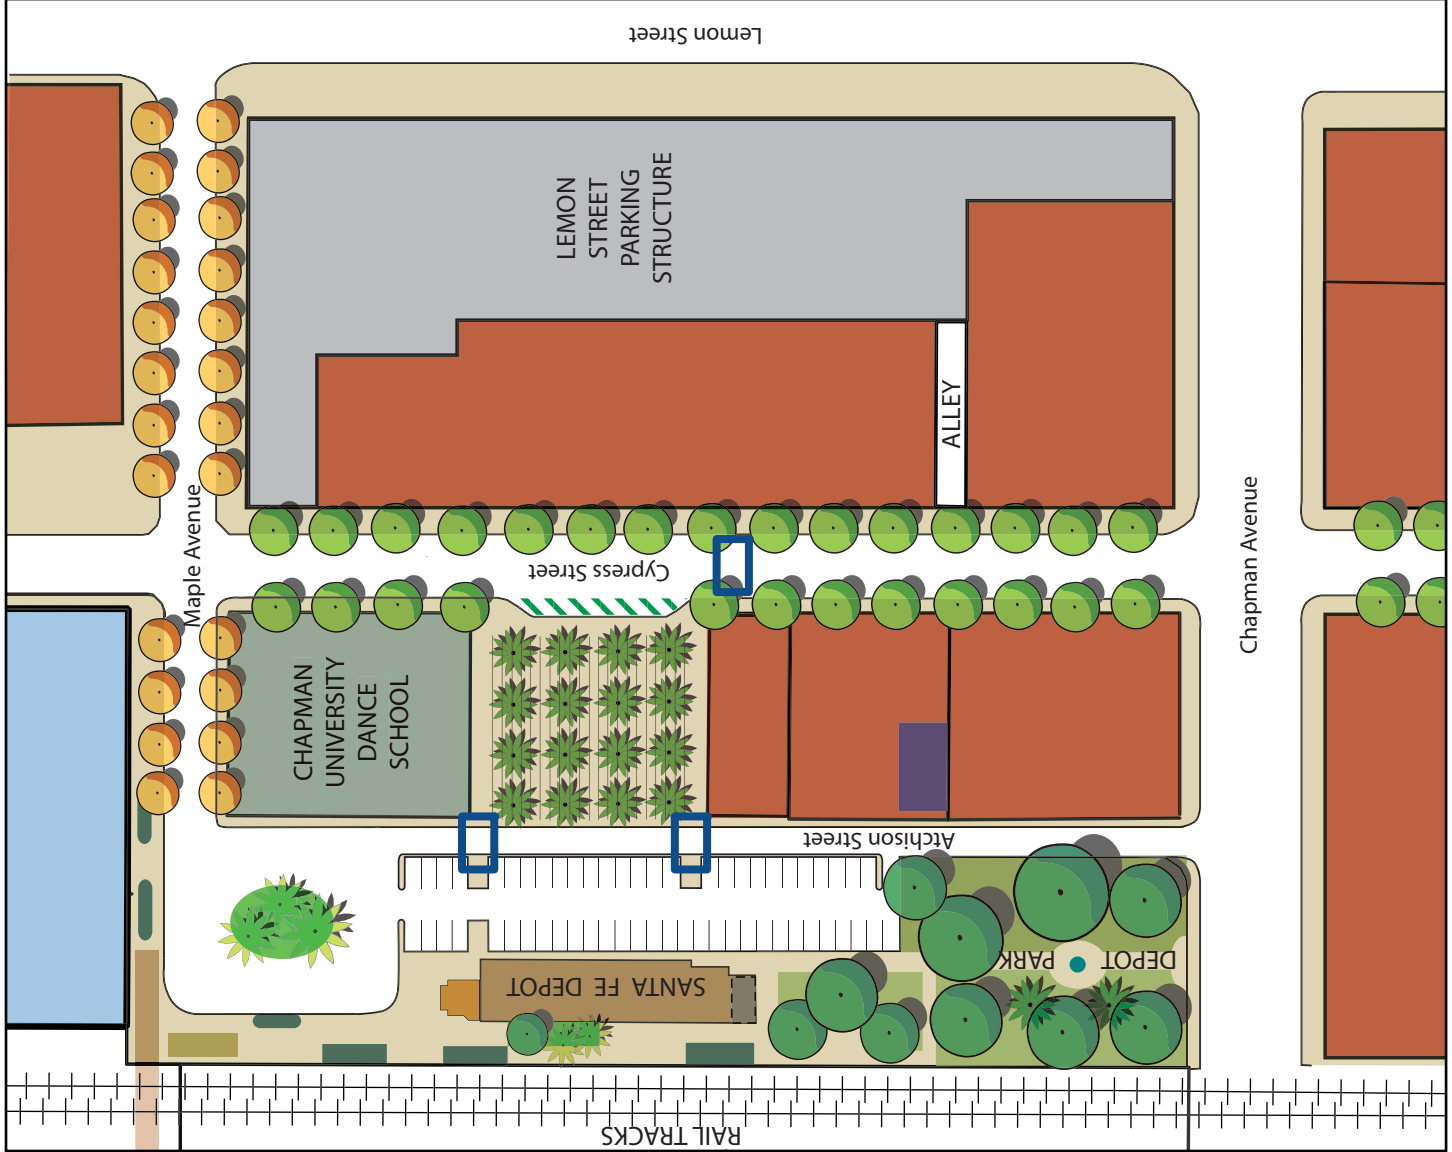 Lemon Street
LEMON
STREET
PARKING
STRUCTURE
ALLEY
Maple Avenue
Cypress Street
Chapman Avenue
CHAPMAN
UNIVERSITY
DANCE
SCHOOL
Atchison Street
DEPOT PARK
SANTA FE DEPOT
RAIL TRACKS